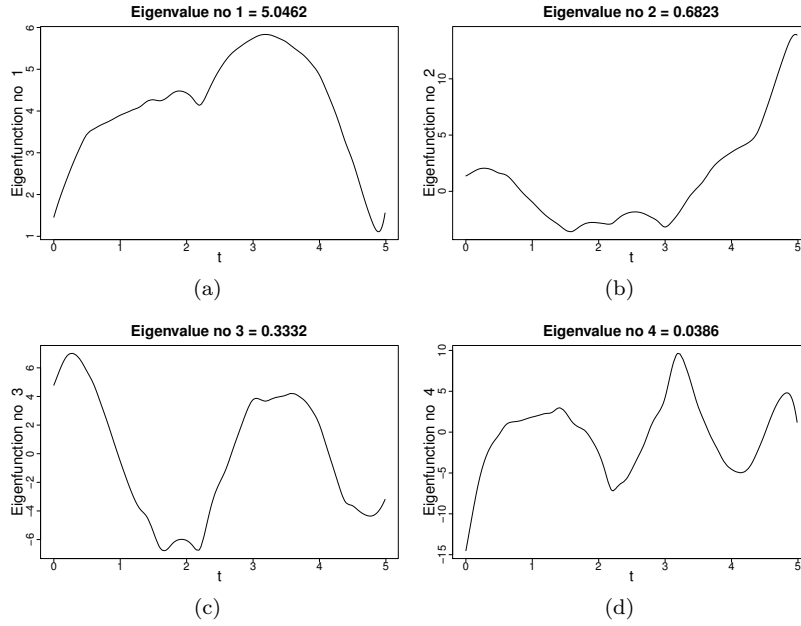 Eigenvalue no 1 = 5.0462
Eigenfunction no 1
1 2 3 4 5 6
0 1 2 3 4 5
t
(a)
Eigenvalue no 2 = 0.6823
Eigenfunction no 2
0 5 10
0 1 2 3 4 5
t
(b)
Eigenvalue no 3 = 0.3332
Eigenfunction no 3
−6 −4 −2 0 2 4 6
0 1 2 3 4 5
t
(c)
Eigenvalue no 4 = 0.0386
Eigenfunction no 4
−15 −10 −5 0 5 10
0 1 2 3 4 5
t
(d)